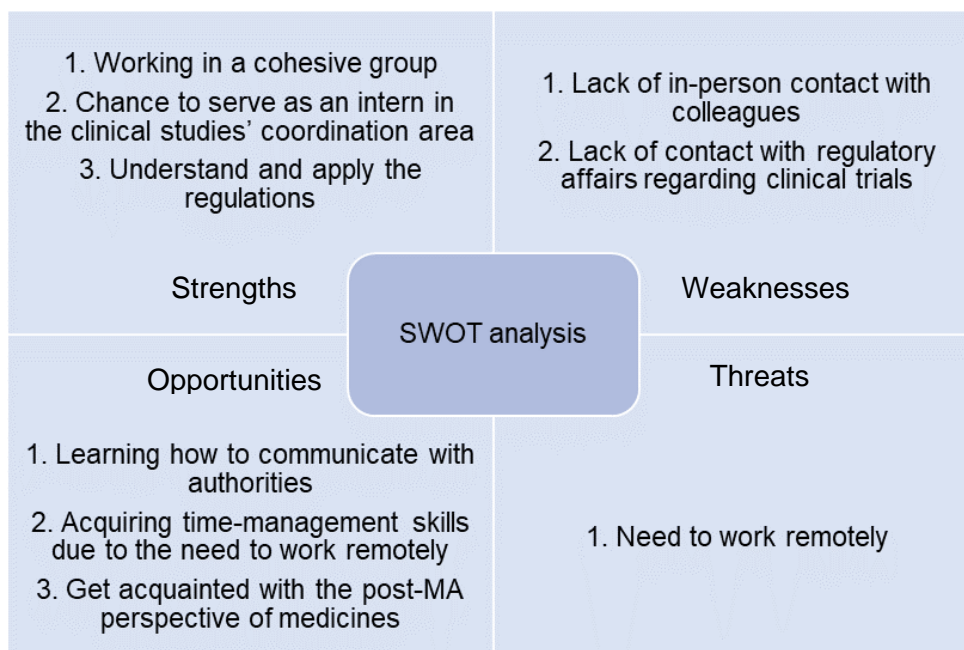 1. Working in a cohesive group
2. Chance to serve as an intern in
the clinical studies’ coordination area
3. Understand and apply the
regulations
Strengths
1. Lack of in-person contact with
colleagues
2. Lack of contact with regulatory
affairs regarding clinical trials
Weaknesses
SWOT analysis
Opportunities
1. Learning how to communicate with
authorities
2. Acquiring time-management skills
due to the need to work remotely
3. Get acquainted with the post-MA
perspective of medicines
Threats
1. Need to work remotely